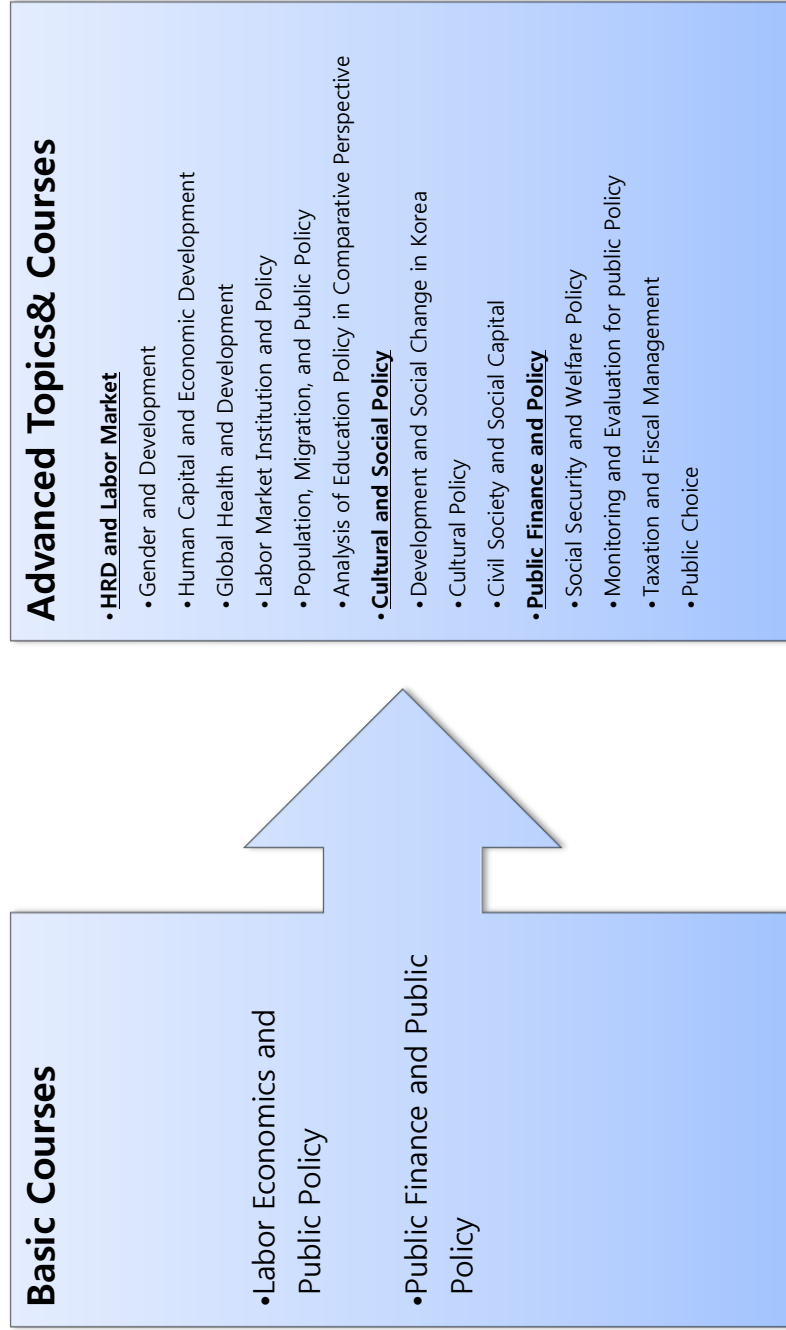 Basic Courses
•Labor Economics and
Public Policy
•Public Finance and Public
Policy
Advanced Topics& Courses
•HRD and Labor Market
•Gender and Development
•Human Capital and Economic Development
•Global Health and Development
•Labor Market Institution and Policy
•Population, Migration, and Public Policy
•Analysis of Education Policy in Comparative Perspective
•Cultural and Social Policy
•Development and Social Change in Korea
•Cultural Policy
•Civil Society and Social Capital
•Public Finance and Policy
•Social Security and Welfare Policy
•Monitoring and Evaluation for public Policy
•Taxation and Fiscal Management
•Public Choice